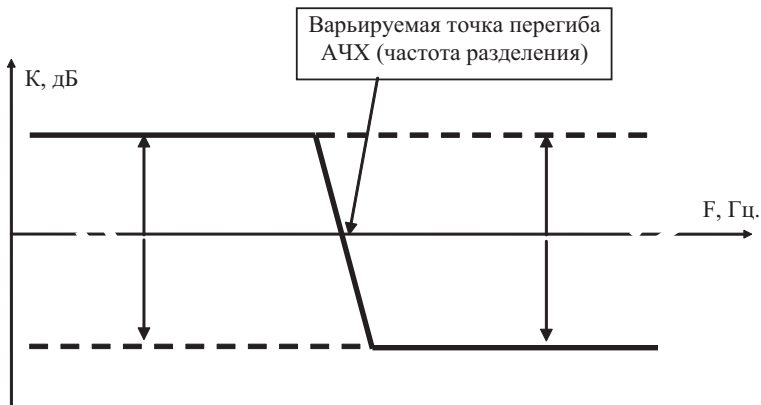 Варьируемая точка перегиба
АЧХ (частота разделения)
К, дБ
F, Гц.